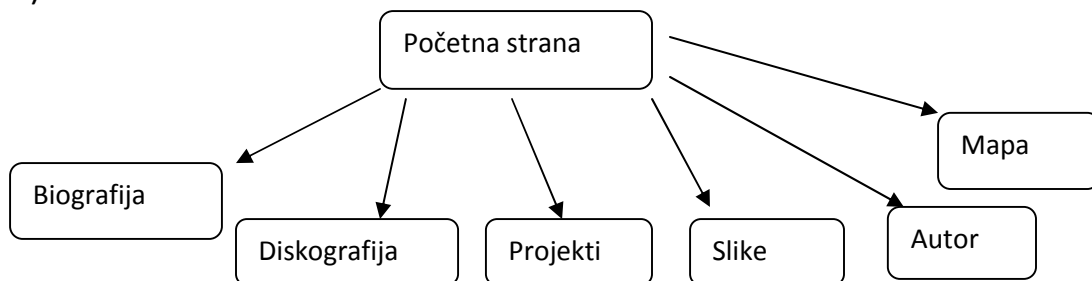 Početna strana
Mapa
Biografija
Autor
Diskografija
Projekti
Slike